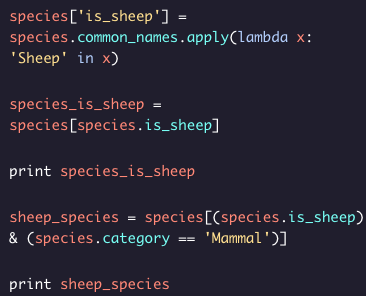 species['is_sheep'] =
species.common_names.apply(lambda x:
'Sheep' in x)
species_is_sheep =
species[species.is_sheep]
print species_is_sheep
sheep_species = species[(species.is_sheep)
& (species.category == 'Mammal')]
print sheep_species